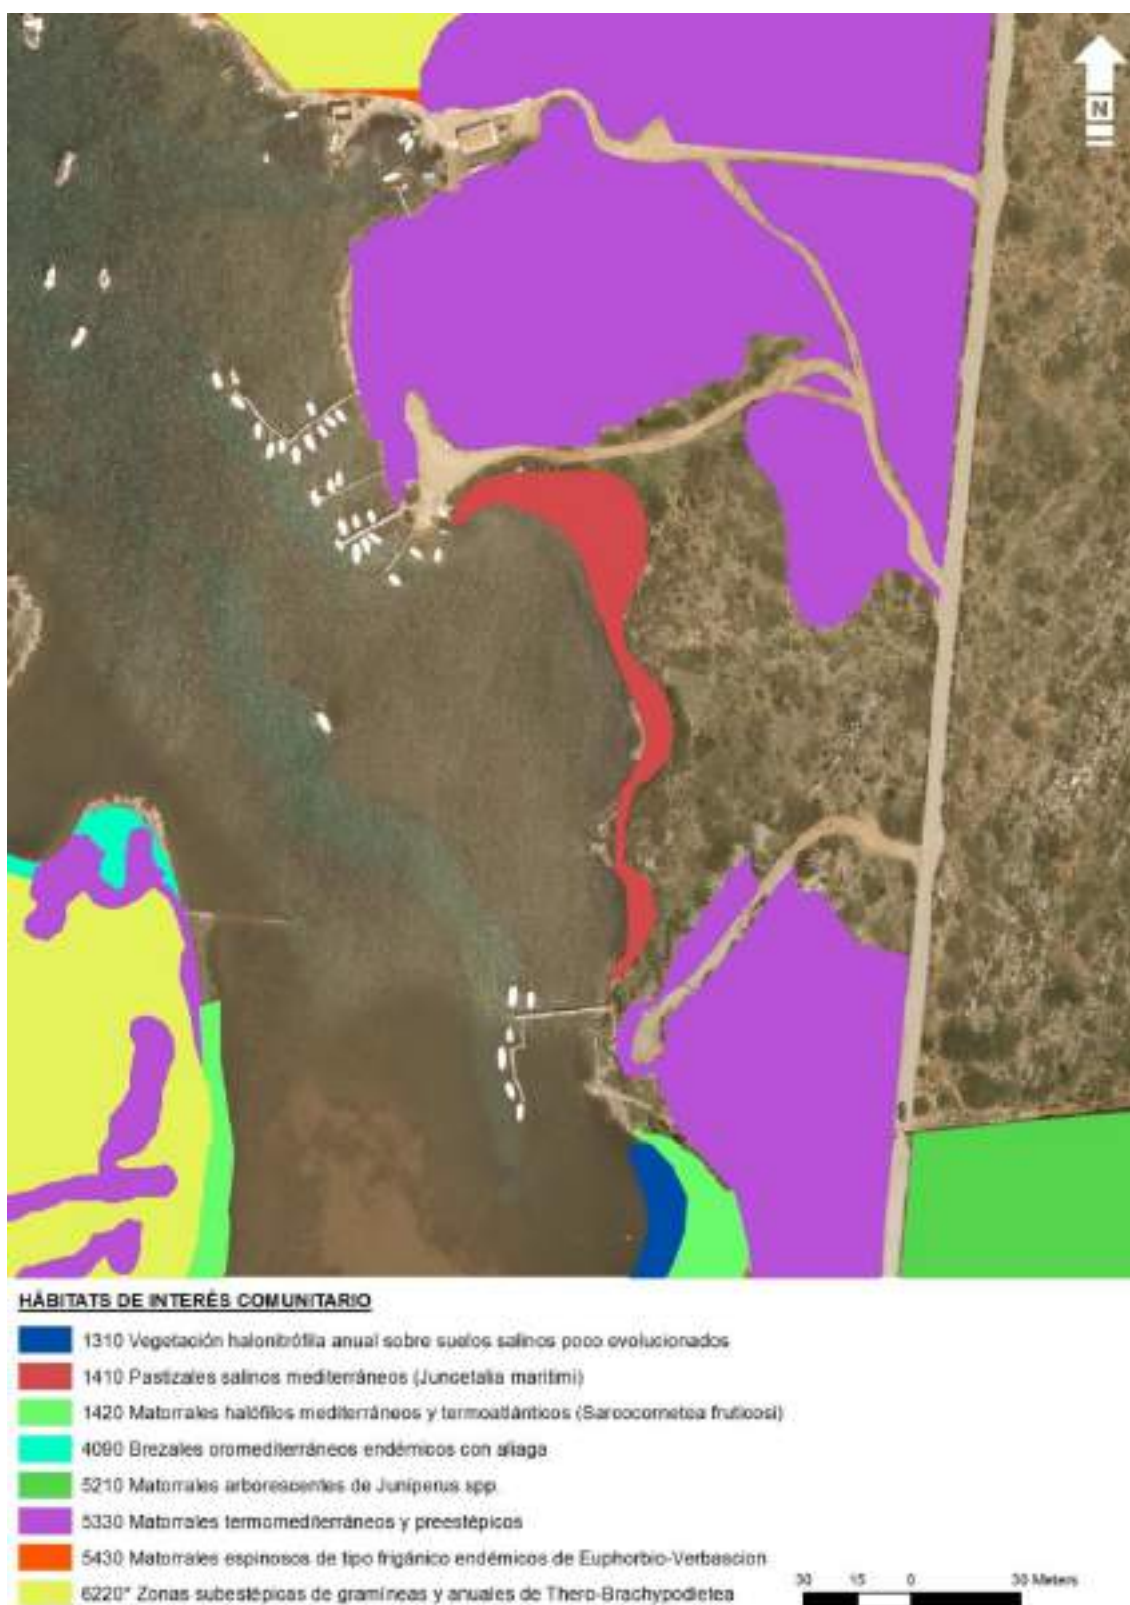 N
HÁBITATS DE INTERÉS COMUNITARIO
1310 Vegetación halonitrófila anual sobre suelos salinos poco evolucionados
1410 Pastizales salinos mediterráneos (Juncetalia maritimi)
1420 Matorrales halófilos mediterráneos y termoatlánticos (Sarcocornetea fruticosi)
4090 Brezales oromediterráneos endémicos con aliaga
5210 Matorrales arborescentes de Juniperus spp.
5330 Matorrales termomediterráneos y preestépicos
5430 Matorrales espinosos de tipo frigánico endémicos de Euphorbio-Verbascion
6220* Zonas subestépicas de gramíneas y anuales de Thero-Brachypodietea
30 15 0 30 Meters